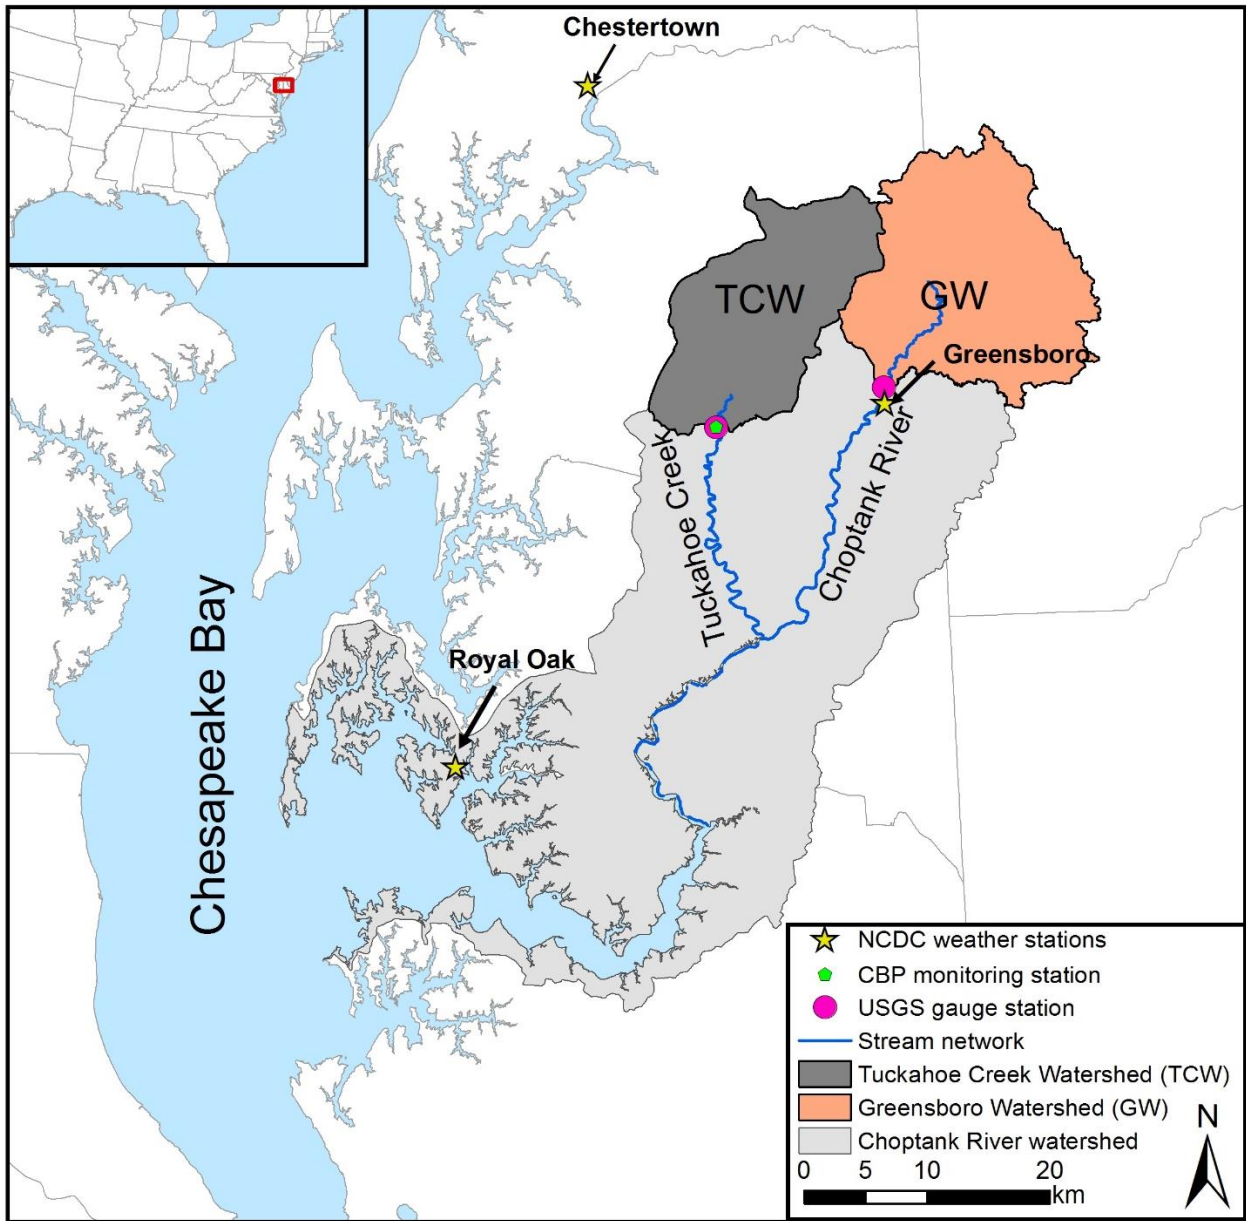 Chestertown
TCW
GW
Greensboro
Tuckahoe Creek
Choptank River
Chesapeake Bay
Royal Oak
NCDC weather stations
CBP monitoring station
USGS gauge station
Stream network
Tuckahoe Creek Watershed (TCW)
Greensboro Watershed (GW)
Choptank River watershed
N
0 5 10 20
km